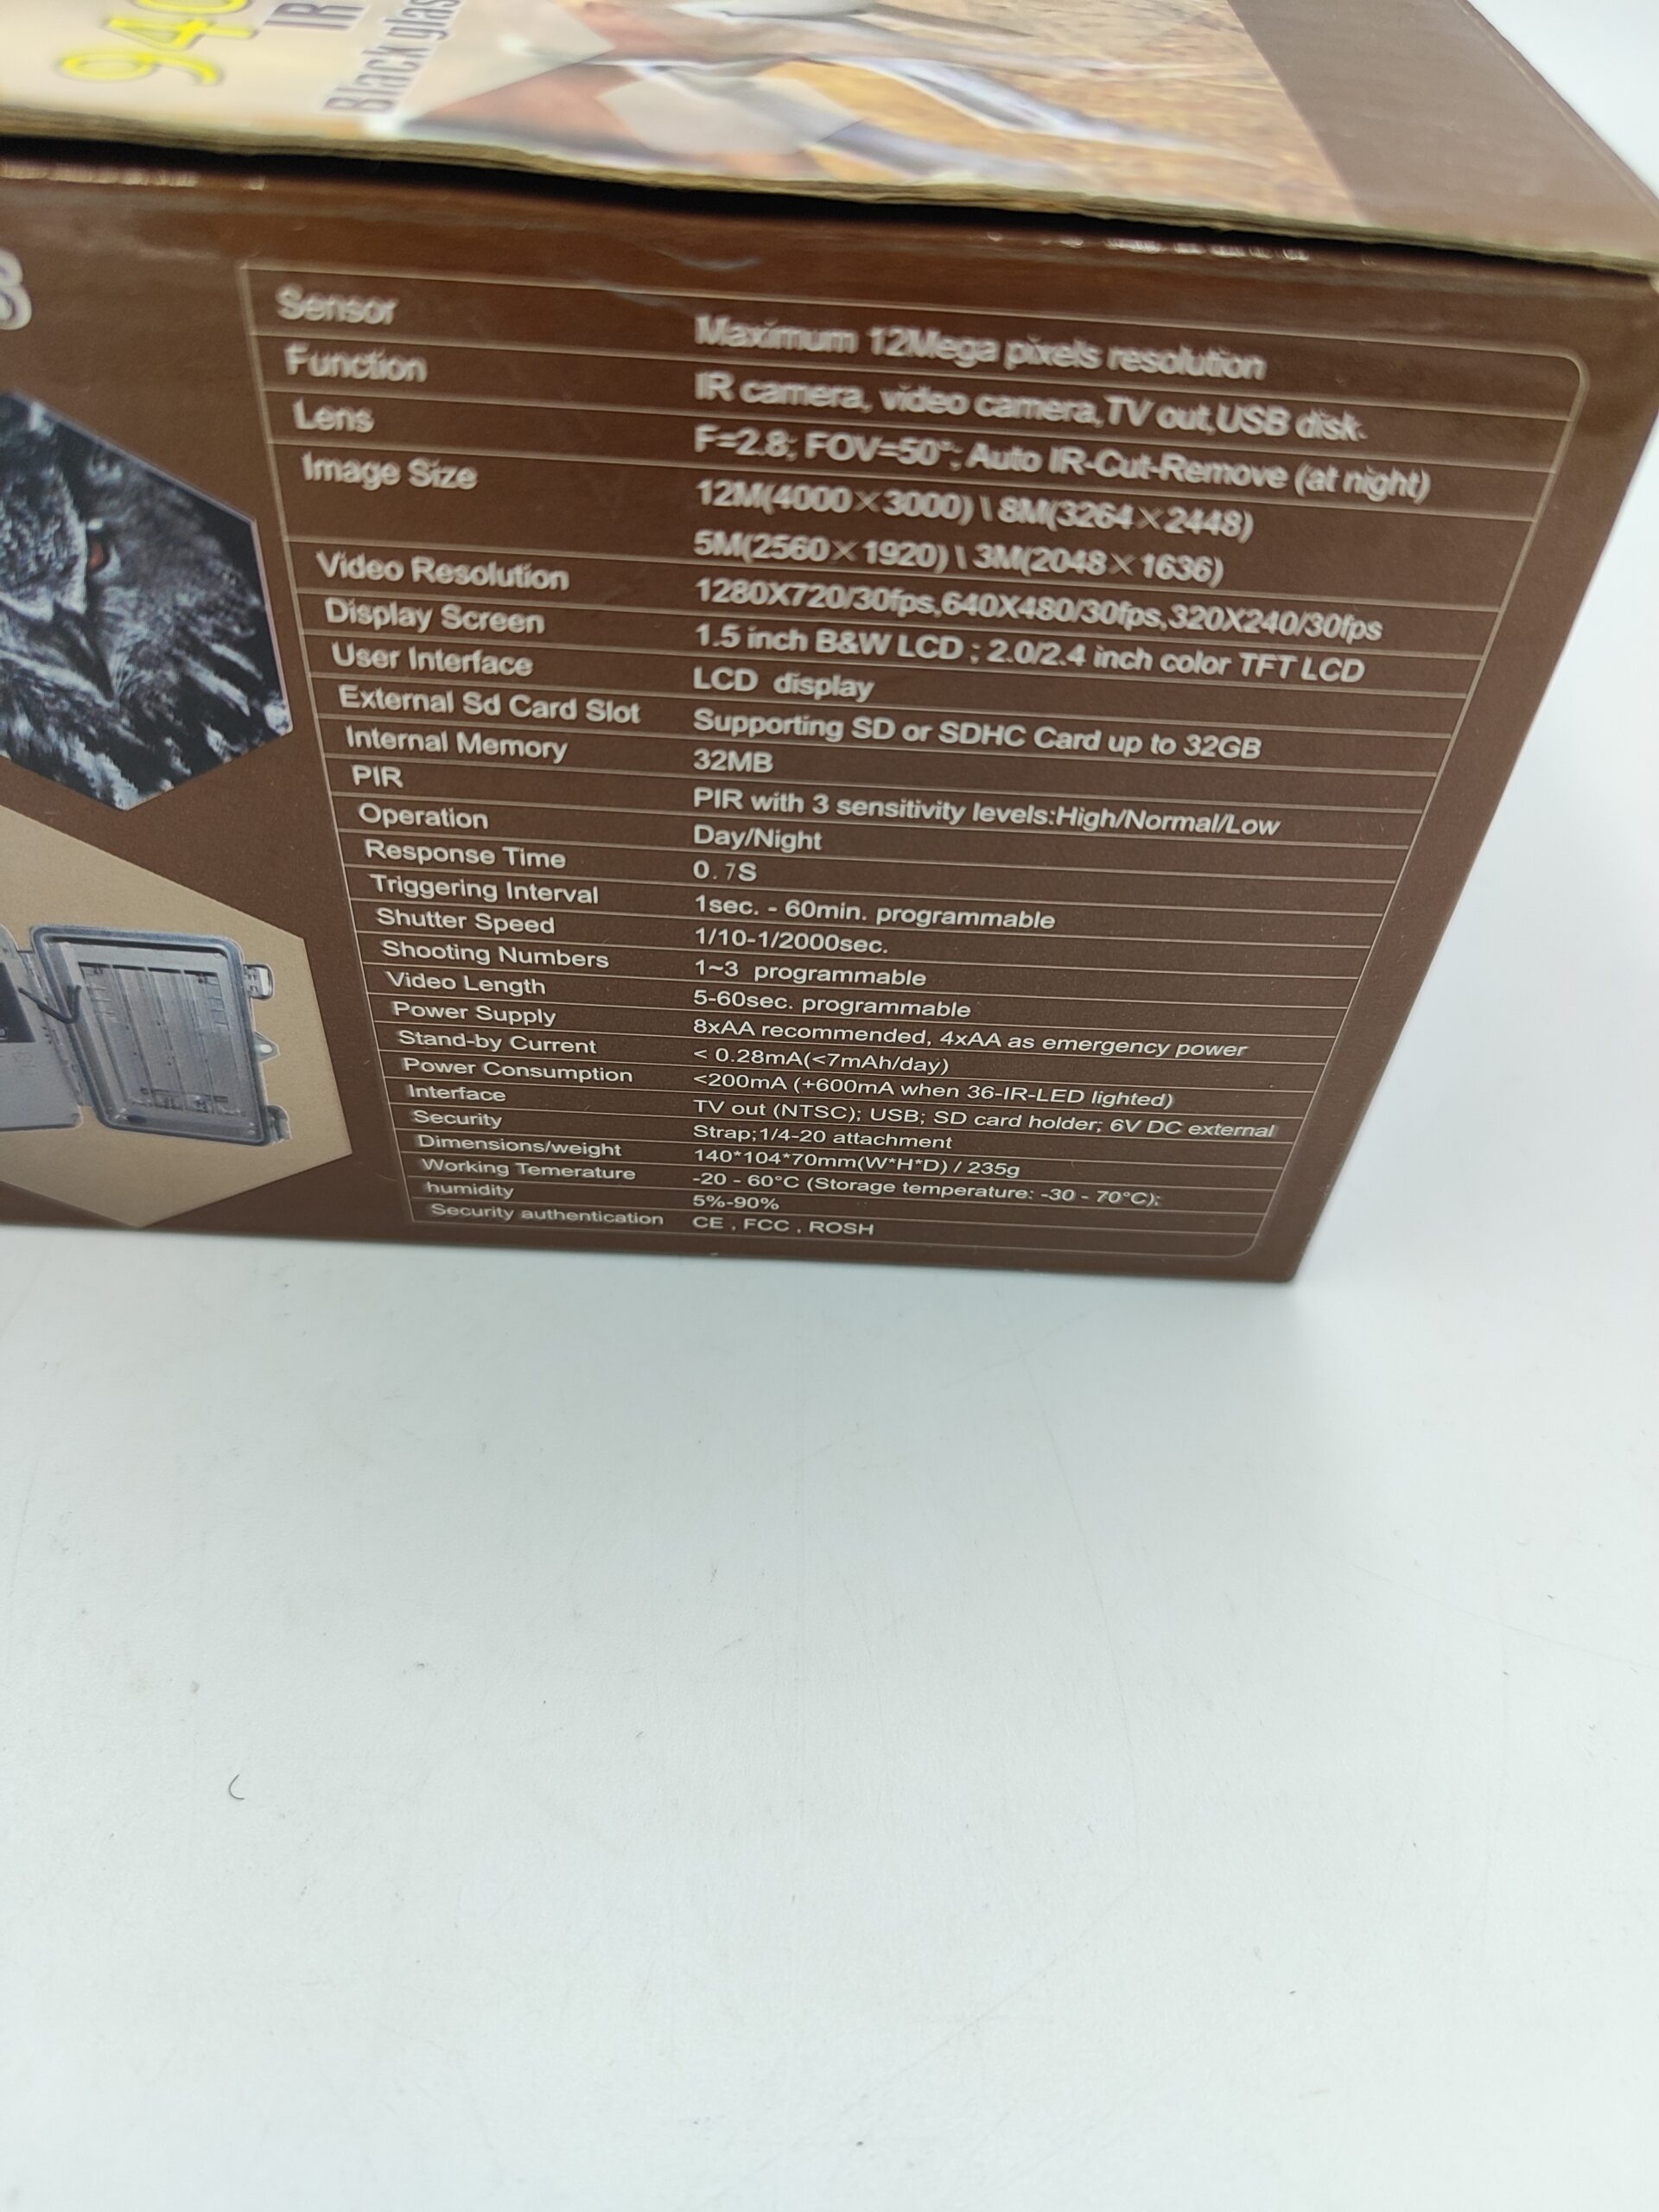 940
IR
Black glas
S
Sensor Maximum 12Mega pixels resolution
Function IR camera, video camera,TV out,USB disk.
Lens F=2.8; FOV=50°; Auto IR-Cut-Remove (at night)
Image Size 12M(4000×3000) \ 8M(3264×2448)
5M(2560×1920) \ 3M(2048×1636)
Video Resolution 1280X720/30fps,640X480/30fps,320X240/30fps
Display Screen 1.5 inch B&W LCD ; 2.0/2.4 inch color TFT LCD
User Interface LCD display
External Sd Card Slot Supporting SD or SDHC Card up to 32GB
Internal Memory 32MB
PIR PIR with 3 sensitivity levels:High/Normal/Low
Operation Day/Night
Response Time 0.7S
Triggering Interval 1sec. - 60min. programmable
Shutter Speed 1/10-1/2000sec.
Shooting Numbers 1~3 programmable
Video Length 5-60sec. programmable
Power Supply 8xAA recommended, 4xAA as emergency power
Stand-by Current < 0.28mA(<7mAh/day)
Power Consumption <200mA (+600mA when 36-IR-LED lighted)
Interface TV out (NTSC); USB; SD card holder; 6V DC external
Security Strap;1/4-20 attachment
Dimensions/weight 140*104*70mm(W*H*D) / 235g
Working Temerature -20 - 60°C (Storage temperature: -30 - 70°C);
humidity 5%-90%
Security authentication CE , FCC , ROSH